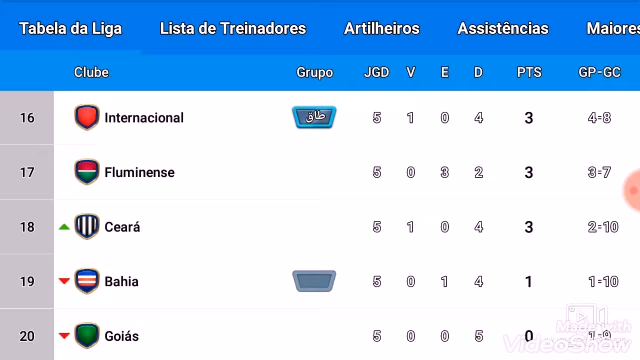 Tabela da Liga Lista de Treinadores Artilheiros Assistências Maiores
Clube Grupo JGD V E D PTS GP-GC
16 Internacional طاق 5 1 0 4 3 4-8
17 Fluminense 5 0 3 2 3 3-7
18 Ceará 5 1 0 4 3 2-10
19 Bahia 5 0 1 4 1 1-10
20 Goiás 5 0 0 5 0
Made with
VideoShow